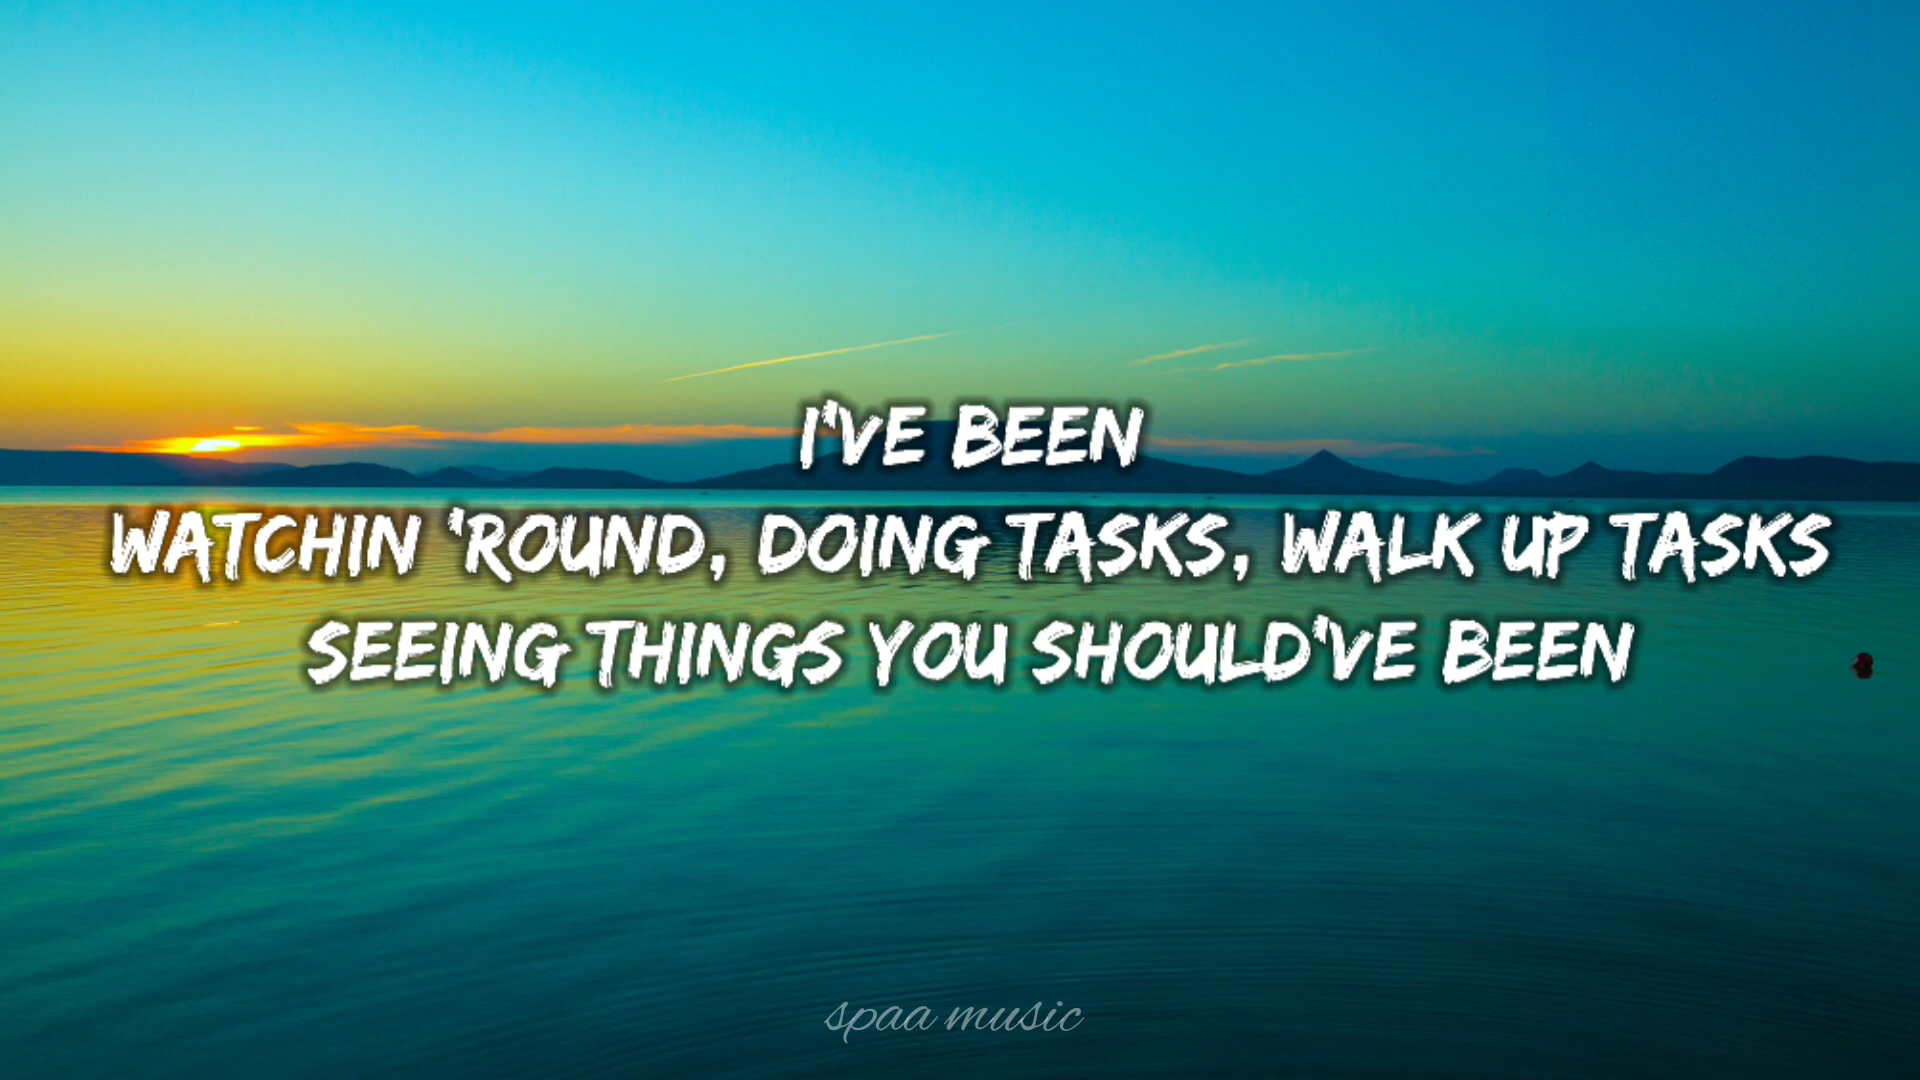 I'VE BEEN
WATCHIN 'ROUND, DOING TASKS, WALK UP TASKS
SEEING THINGS YOU SHOULD'VE BEEN
spaa music